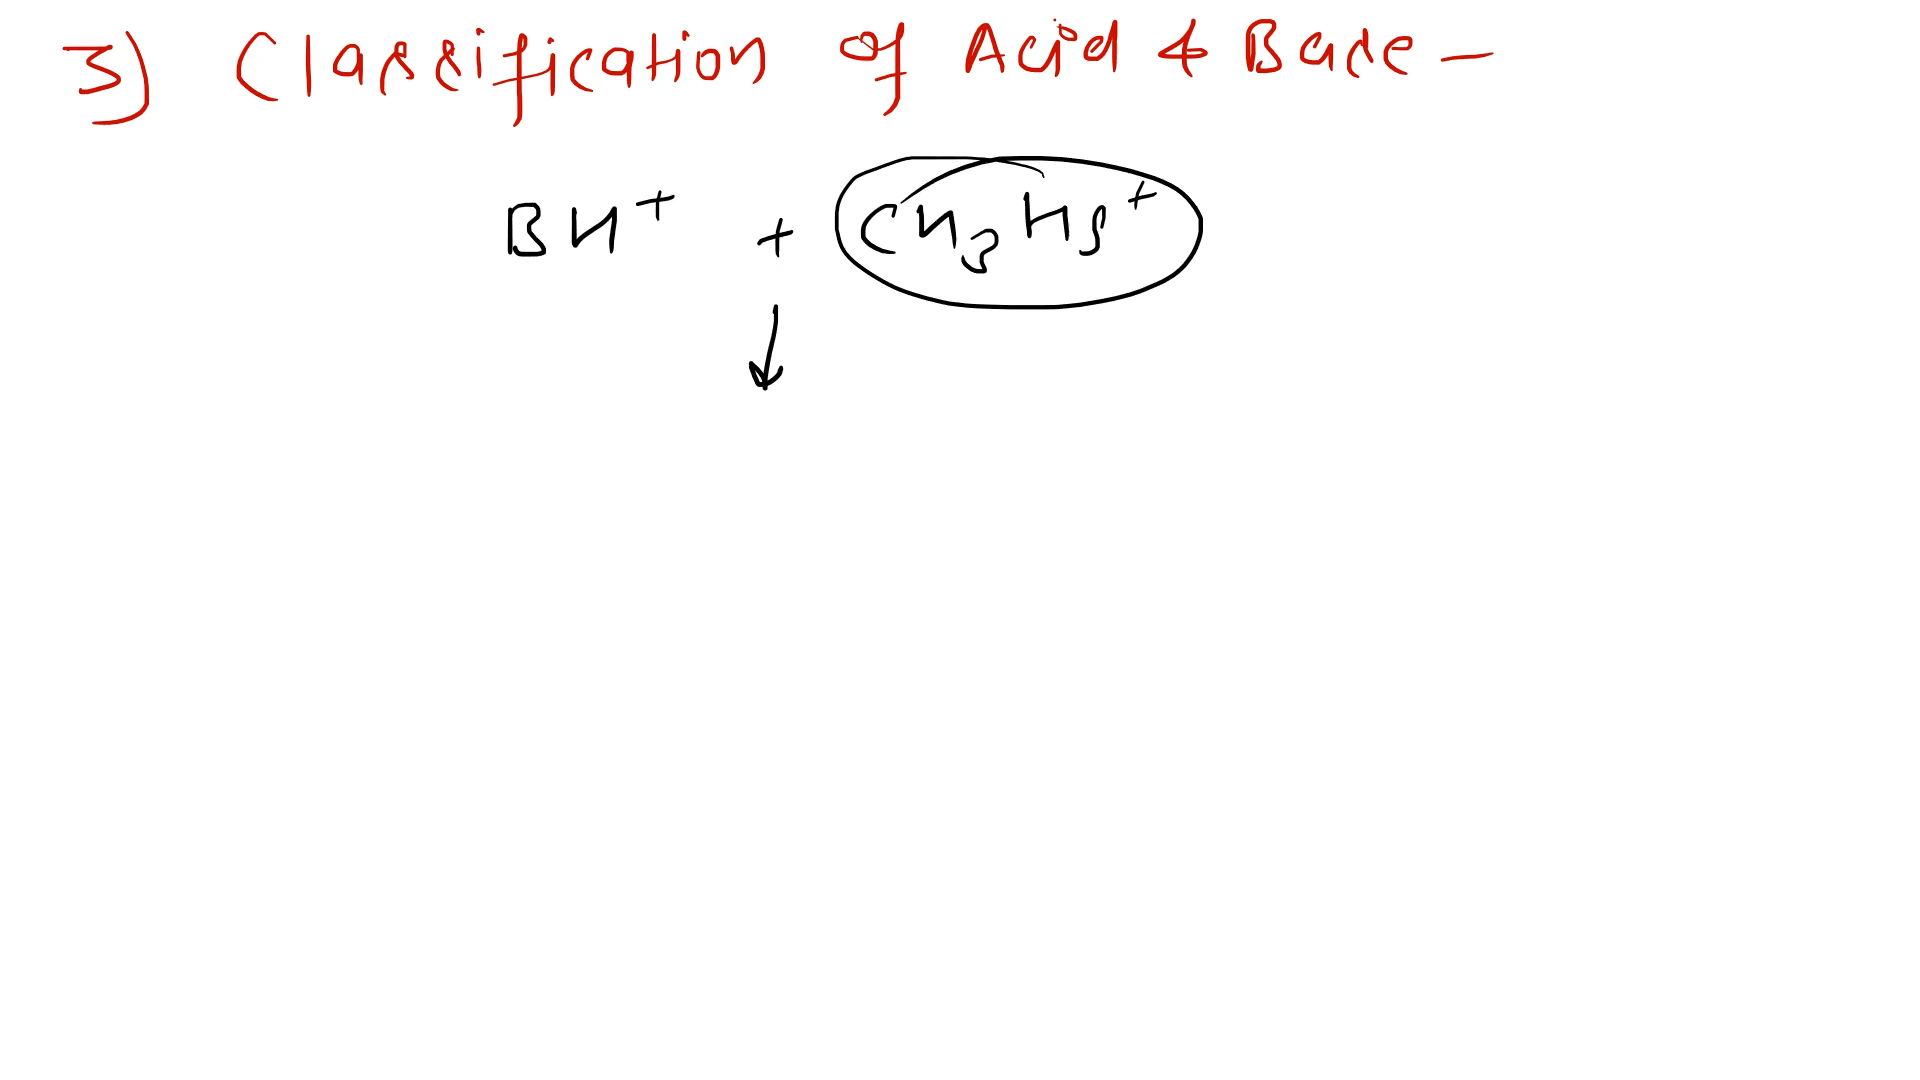 3) Classification of Acid & Base -
BH⁺ + CH₃HS⁺